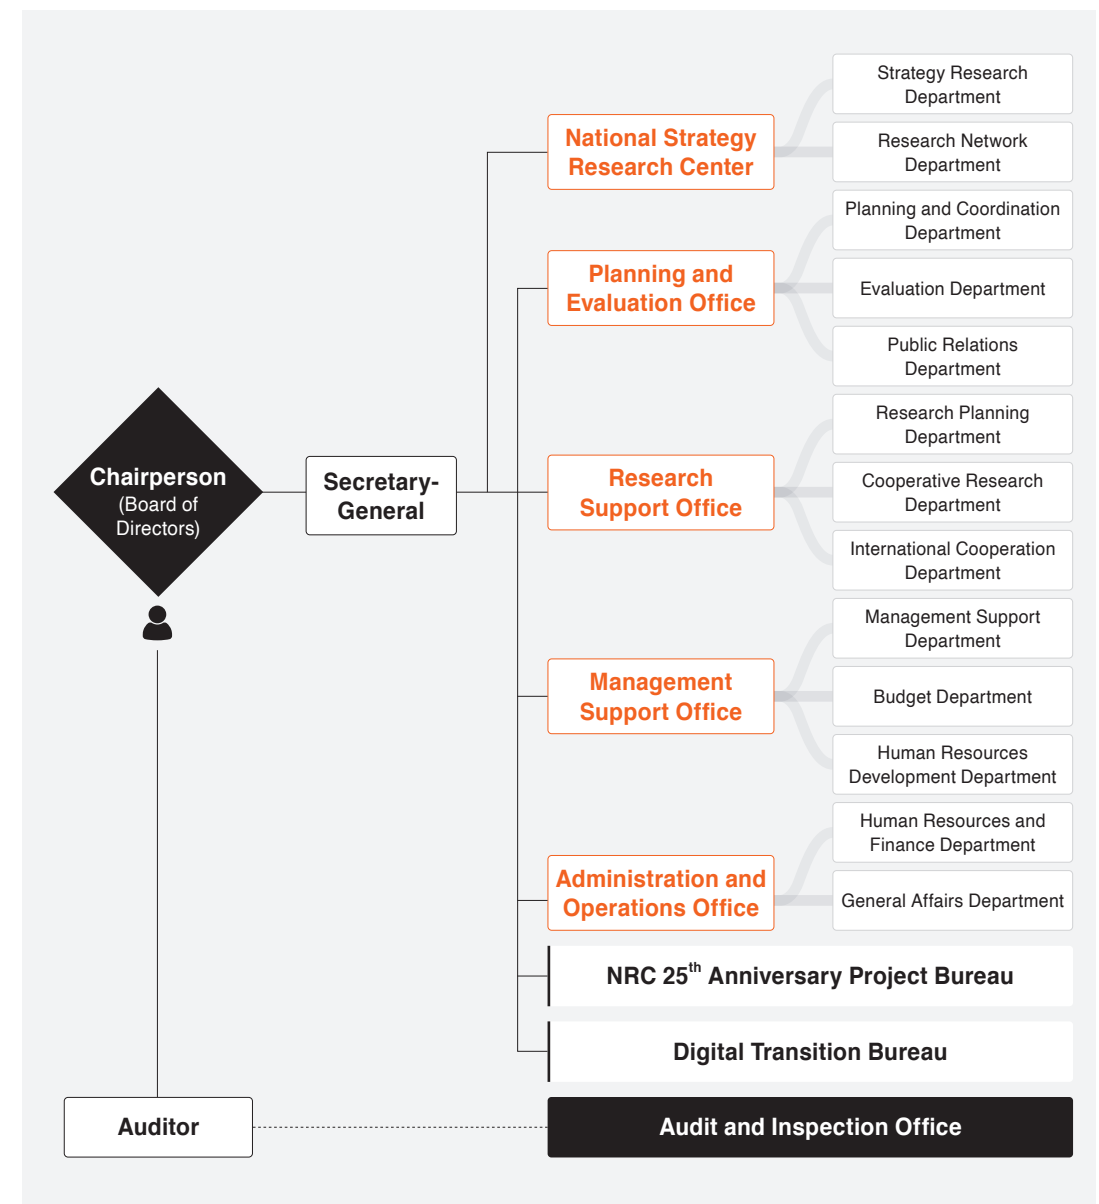 Chairperson
(Board of
Directors)
Secretary-
General
National Strategy
Research Center
Strategy Research
Department
Research Network
Department
Planning and
Evaluation Office
Planning and Coordination
Department
Evaluation Department
Public Relations
Department
Research
Support Office
Research Planning
Department
Cooperative Research
Department
International Cooperation
Department
Management
Support Office
Management Support
Department
Budget Department
Human Resources
Development Department
Administration and
Operations Office
Human Resources and
Finance Department
General Affairs Department
NRC 25th Anniversary Project Bureau
Digital Transition Bureau
Auditor
Audit and Inspection Office